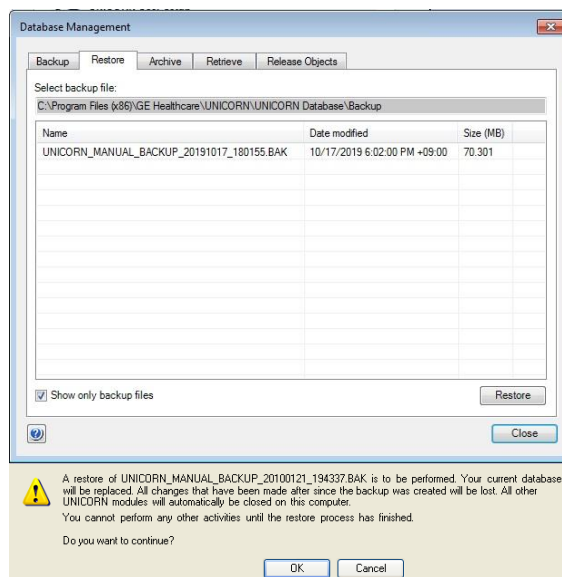 Database Management
Backup Restore Archive Retrieve Release Objects
Select backup file:
C:\Program Files (x86)\GE Healthcare\UNICORN\UNICORN Database\Backup
Name Date modified Size (MB)
UNICORN_MANUAL_BACKUP_20191017_180155.BAK 10/17/2019 6:02:00 PM +09:00 70.301
Show only backup files Restore
Close
A restore of UNICORN_MANUAL_BACKUP_20100121_194337.BAK is to be performed. Your current database
will be replaced. All changes that have been made after since the backup was created will be lost. All other
UNICORN modules will automatically be closed on this computer.
You cannot perform any other activities until the restore process has finished.
Do you want to continue?
OK Cancel